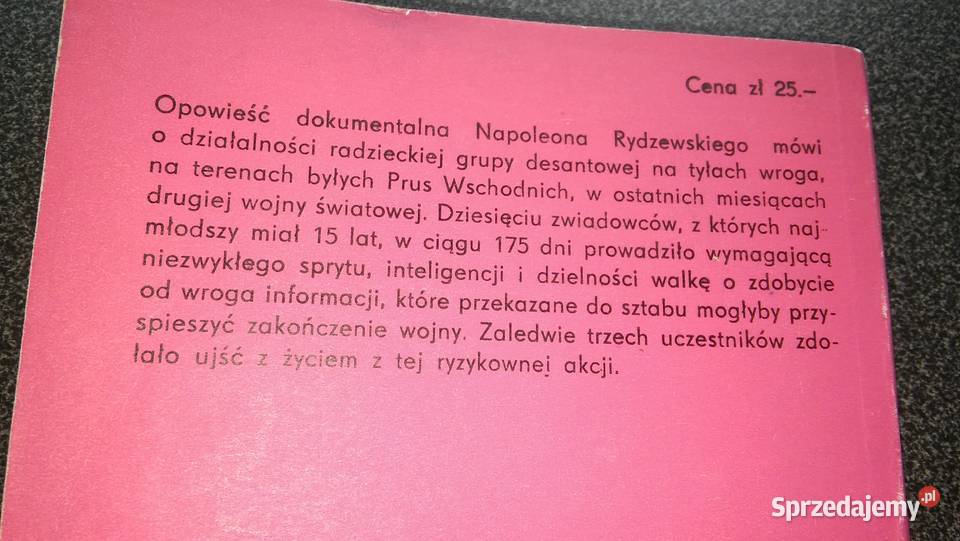 Cena zł 25.–
Opowieść dokumentalna Napoleona Rydzewskiego mówi
o działalności radzieckiej grupy desantowej na tyłach wroga,
na terenach byłych Prus Wschodnich, w ostatnich miesiącach
drugiej wojny światowej. Dziesięciu zwiadowców, z których naj-
młodszy miał 15 lat, w ciągu 175 dni prowadziło wymagającą
niezwykłego sprytu, inteligencji i dzielności walkę o zdobycie
od wroga informacji, które przekazane do sztabu mogłyby przy-
spieszyć zakończenie wojny. Zaledwie trzech uczestników zdo-
łało ujść z życiem z tej ryzykownej akcji.
Sprzedajemy.pl